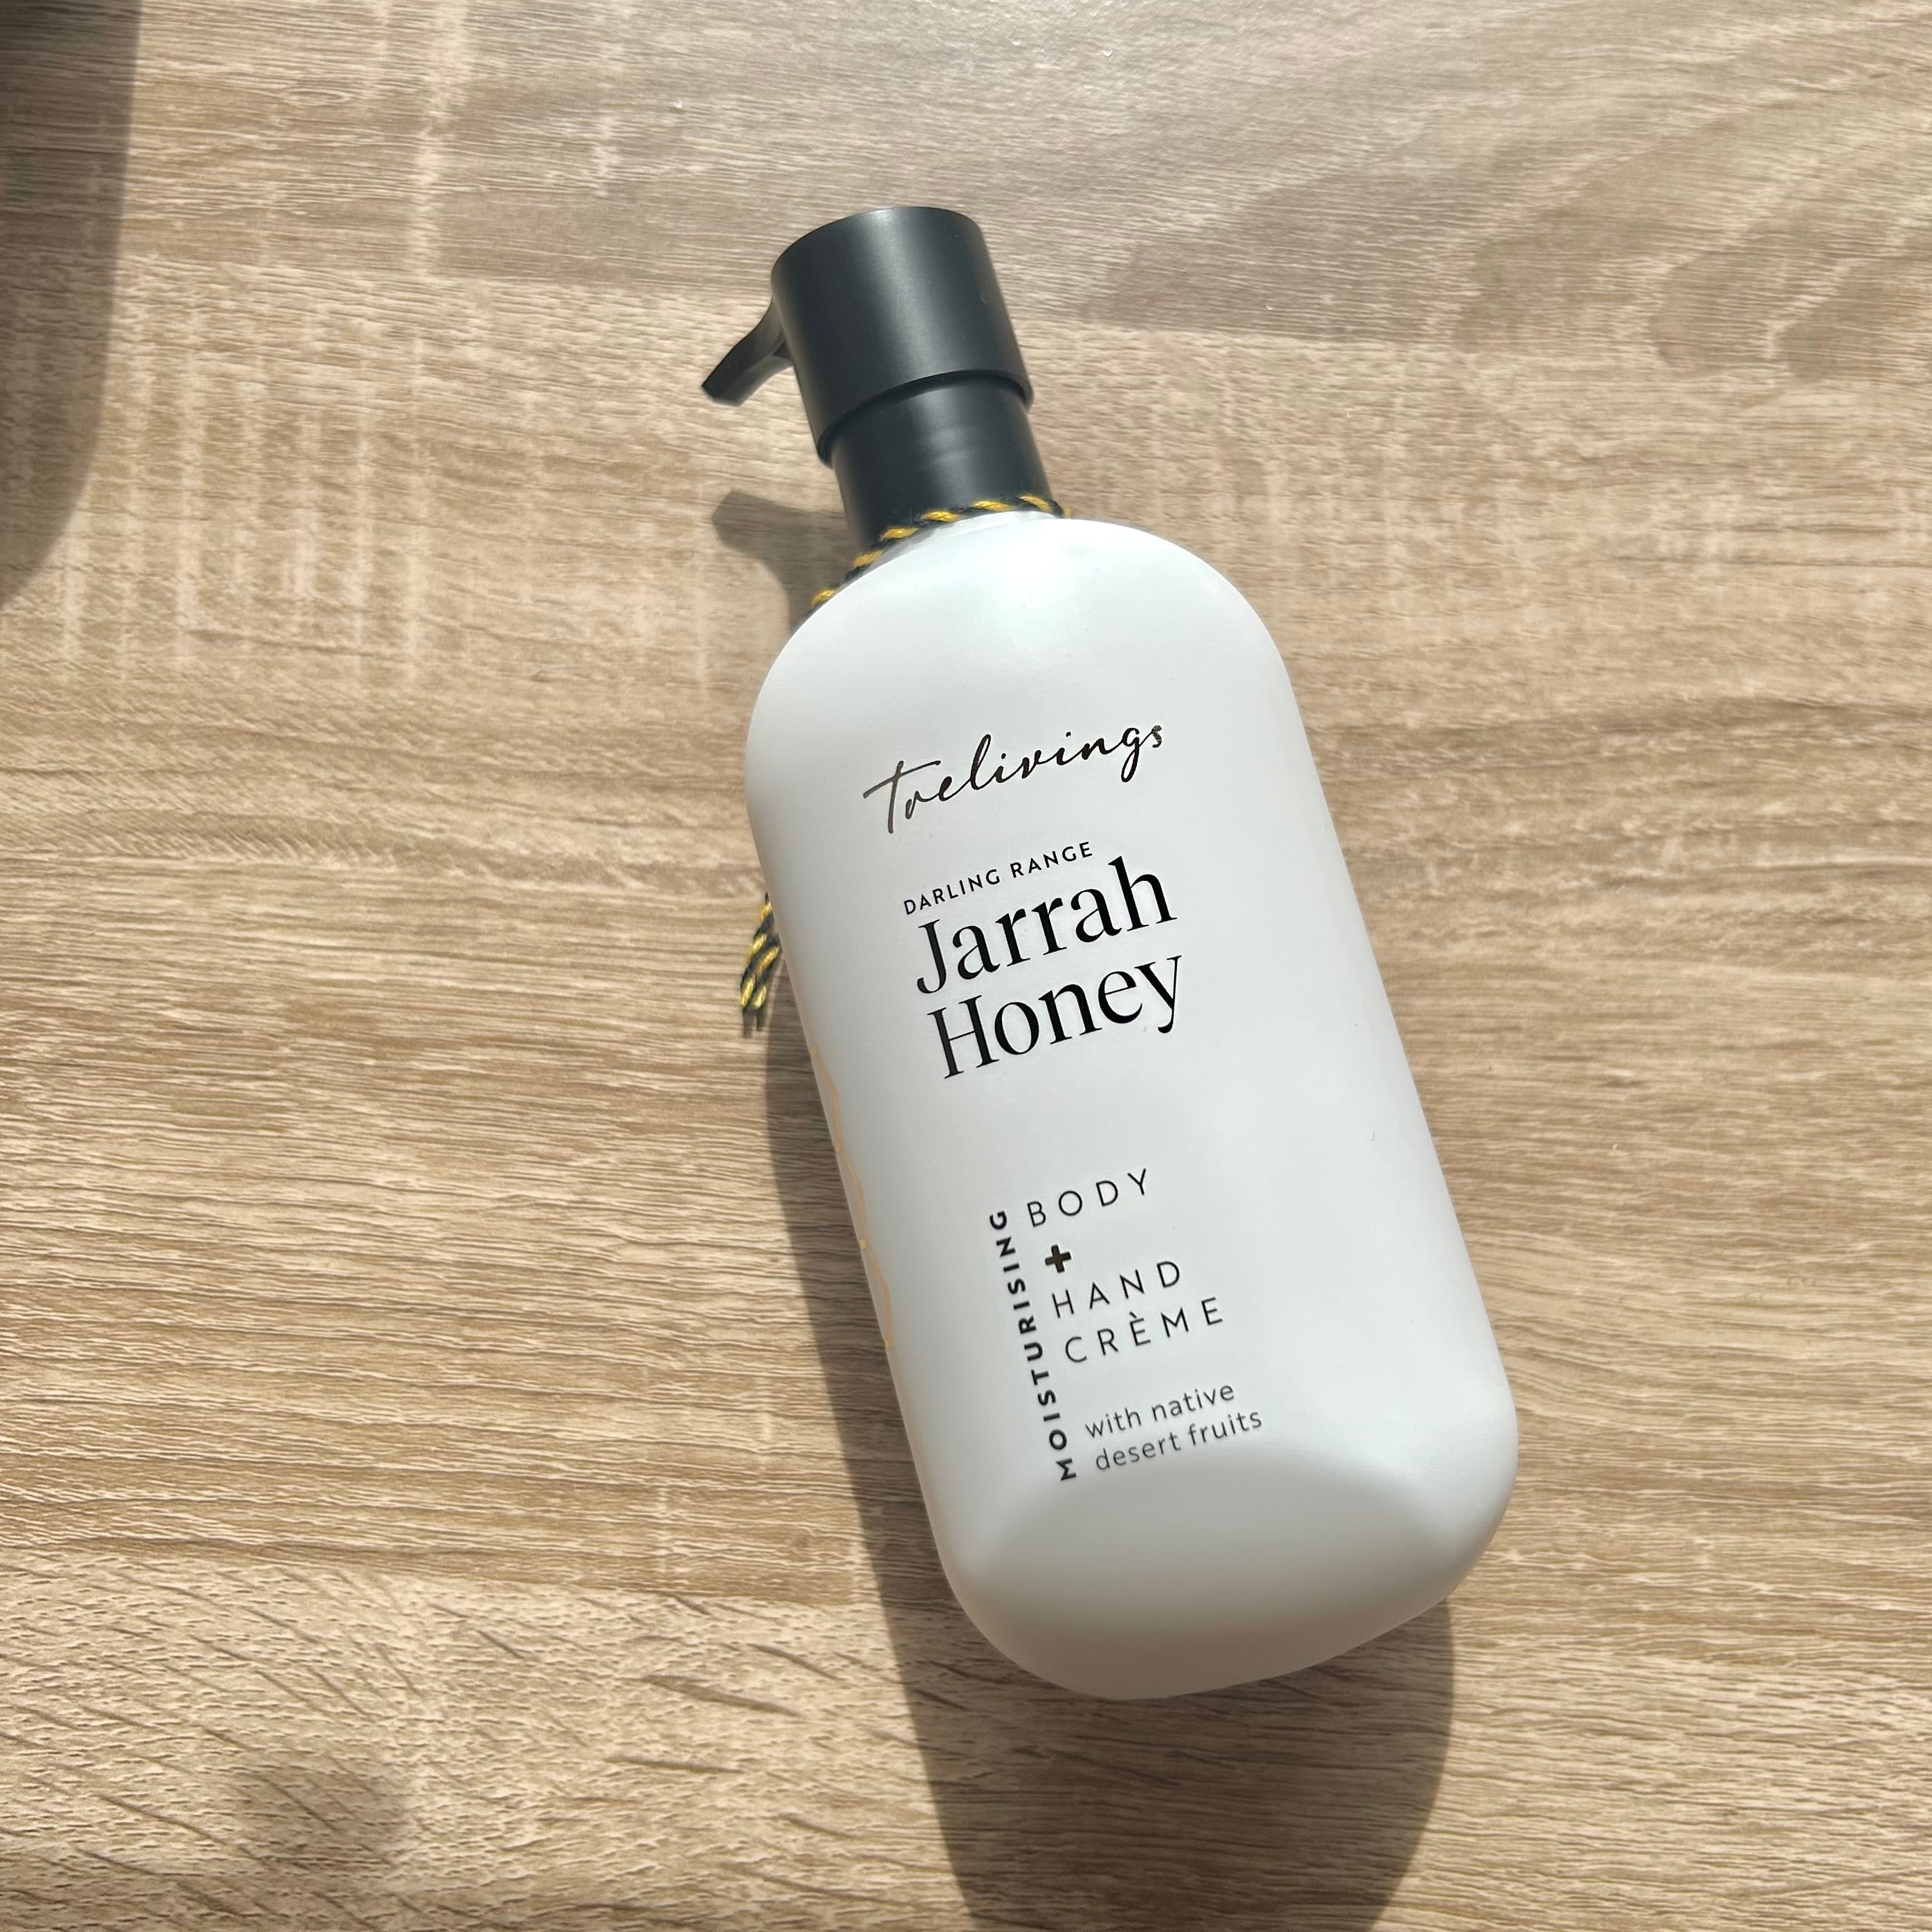 Trelivings
DARLING RANGE
Jarrah
Honey
MOISTURISING
BODY
+
HAND
CRÈME
with native
desert fruits